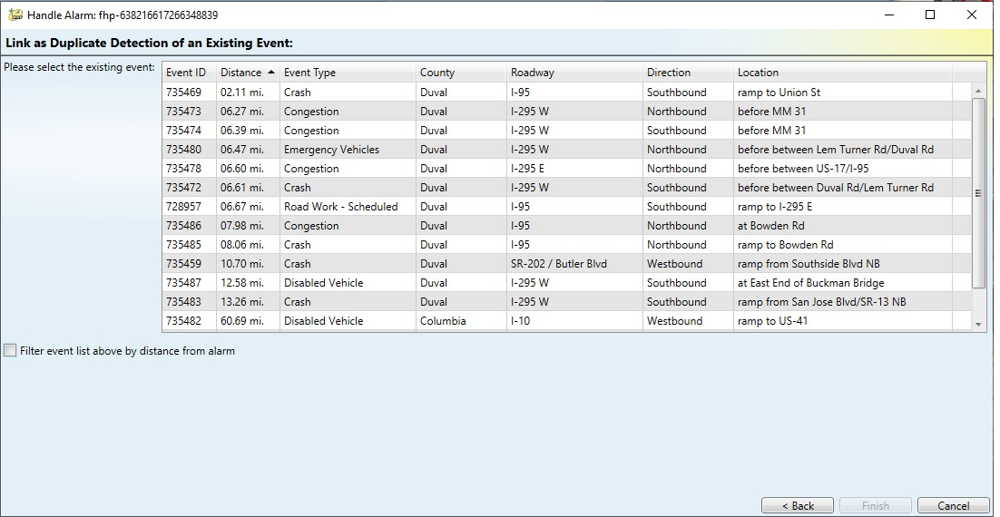 Handle Alarm: fhp-638216617266348839
Link as Duplicate Detection of an Existing Event:
Please select the existing event:
Event ID Distance Event Type County Roadway Direction Location
735469 02.11 mi. Crash Duval I-95 Southbound ramp to Union St
735473 06.27 mi. Congestion Duval I-295 W Northbound before MM 31
735474 06.39 mi. Congestion Duval I-295 W Southbound before MM 31
735480 06.47 mi. Emergency Vehicles Duval I-295 W Northbound before between Lem Turner Rd/Duval Rd
735478 06.60 mi. Congestion Duval I-295 E Northbound before between US-17/I-95
735472 06.61 mi. Crash Duval I-295 W Southbound before between Duval Rd/Lem Turner Rd
728957 06.67 mi. Road Work - Scheduled Duval I-95 Southbound ramp to I-295 E
735486 07.98 mi. Congestion Duval I-95 Northbound at Bowden Rd
735485 08.06 mi. Crash Duval I-95 Northbound ramp to Bowden Rd
735459 10.70 mi. Crash Duval SR-202 / Butler Blvd Westbound ramp from Southside Blvd NB
735487 12.58 mi. Disabled Vehicle Duval I-295 W Southbound at East End of Buckman Bridge
735483 13.26 mi. Crash Duval I-295 W Southbound ramp from San Jose Blvd/SR-13 NB
735482 60.69 mi. Disabled Vehicle Columbia I-10 Westbound ramp to US-41
Filter event list above by distance from alarm
< Back Finish Cancel